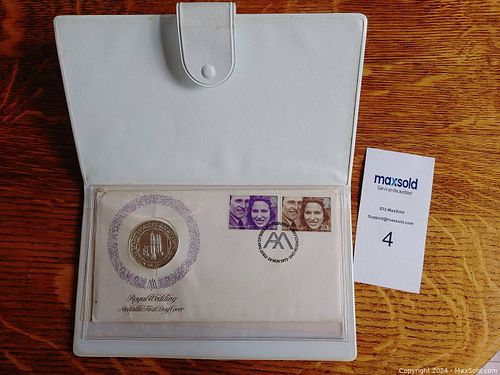 Royal Wedding
Medallic First Day Cover
maxsold
Get in on the auction!
833-MaxSold
Support@maxsold.com
4
Copyright 2024 - MaxSold.com